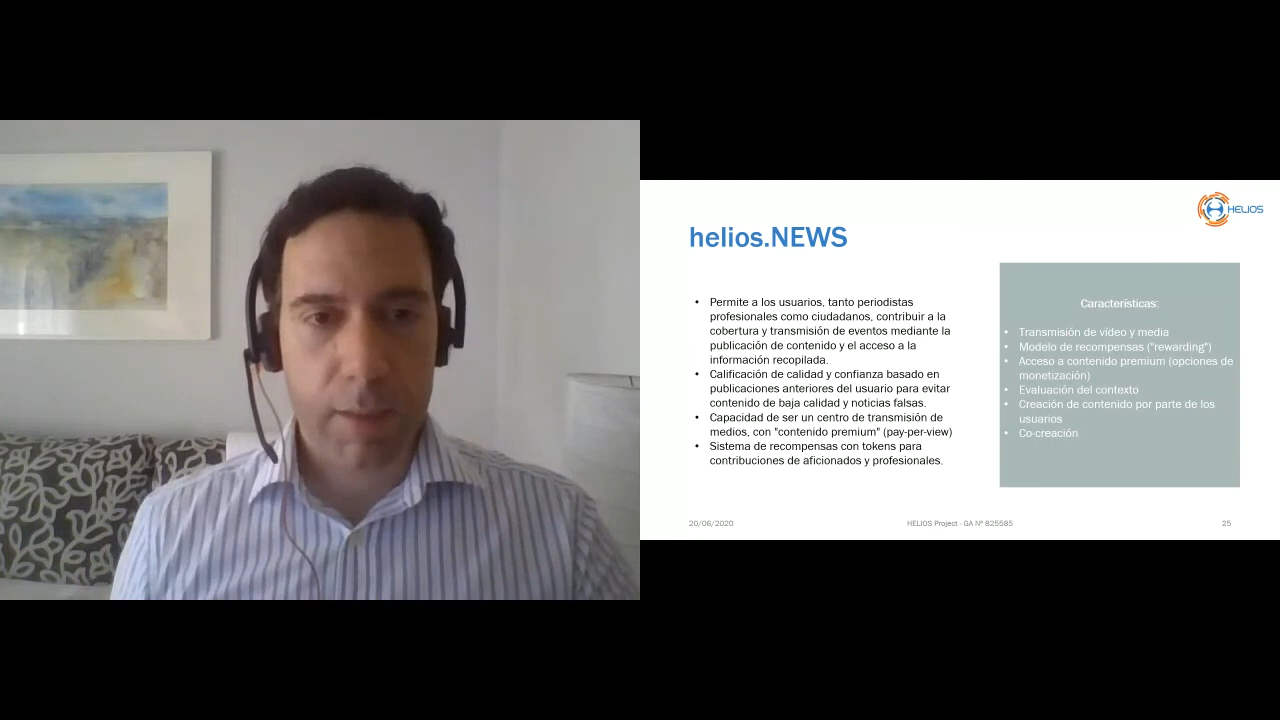 HELIOS
helios.NEWS
• Permite a los usuarios, tanto periodistas
profesionales como ciudadanos, contribuir a la
cobertura y transmisión de eventos mediante la
publicación de contenido y el acceso a la
información recopilada.
• Calificación de calidad y confianza basado en
publicaciones anteriores del usuario para evitar
contenido de baja calidad y noticias falsas.
• Capacidad de ser un centro de transmisión de
medios, con "contenido premium" (pay-per-view)
• Sistema de recompensas con tokens para
contribuciones de aficionados y profesionales.
Características:
• Transmisión de vídeo y media
• Modelo de recompensas ("rewarding")
• Acceso a contenido premium (opciones de
monetización)
• Evaluación del contexto
• Creación de contenido por parte de los
usuarios
• Co-creación
20/06/2020
HELIOS Project - GA Nº 825585
25